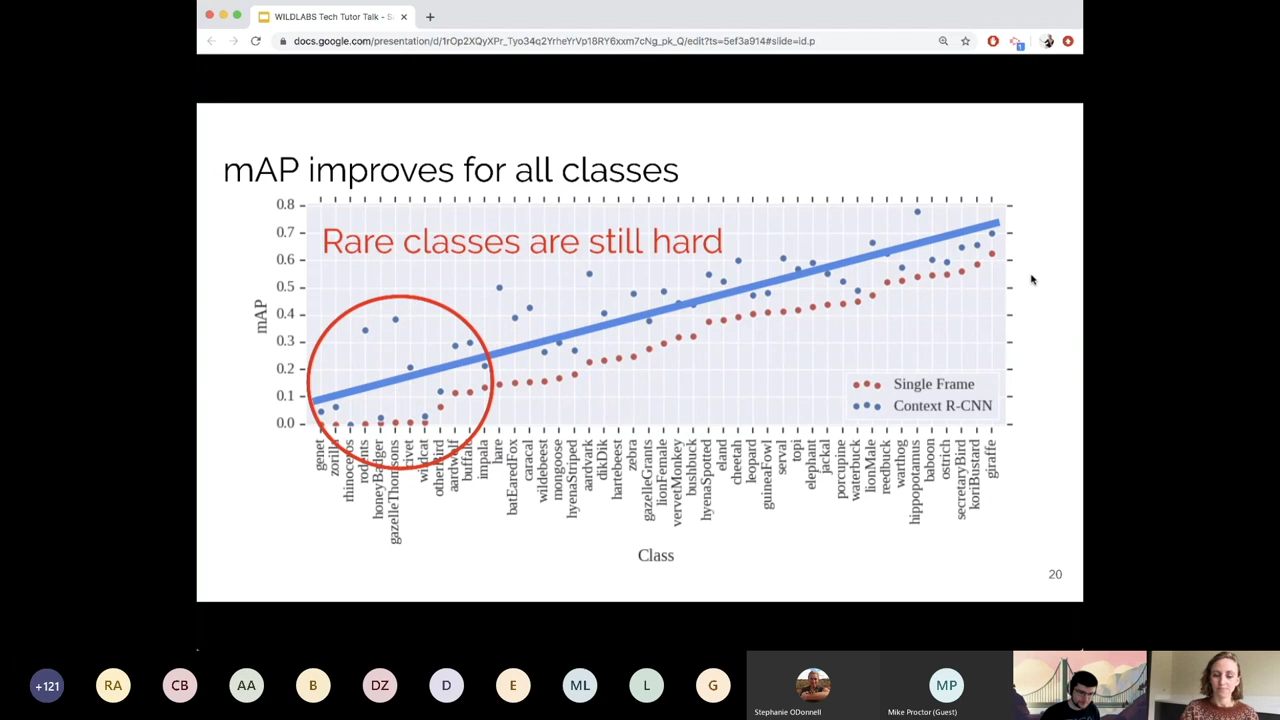 WILDLABS Tech Tutor Talk - S
docs.google.com/presentation/d/1rOp2XQyXPr_Tyo34q2YrheYrVp18RY6xxm7cNg_pk_Q/edit?ts=5ef3a914#slide=id.p
mAP improves for all classes
Rare classes are still hard
0.8
0.7
0.6
0.5
0.4
0.3
0.2
0.1
0.0
mAP
Single Frame
Context R-CNN
genet
zorilla
rhinoceros
rodents
honeyBadger
gazelleThomsons
civet
wildcat
otherBird
aardwolf
buffalo
impala
hare
batEaredFox
caracal
wildebeest
mongoose
hyenaStriped
aardvark
dikDik
hartebeest
zebra
gazelleGrants
lionFemale
vervetMonkey
bushbuck
hyenaSpotted
eland
cheetah
leopard
guineaFowl
serval
topi
elephant
jackal
porcupine
waterbuck
lionMale
reedbuck
warthog
hippopotamus
baboon
ostrich
secretaryBird
koriBustard
giraffe
Class
20
+121
RA
CB
AA
B
DZ
D
E
ML
L
G
Stephanie ODonnell
MP
Mike Proctor (Guest)